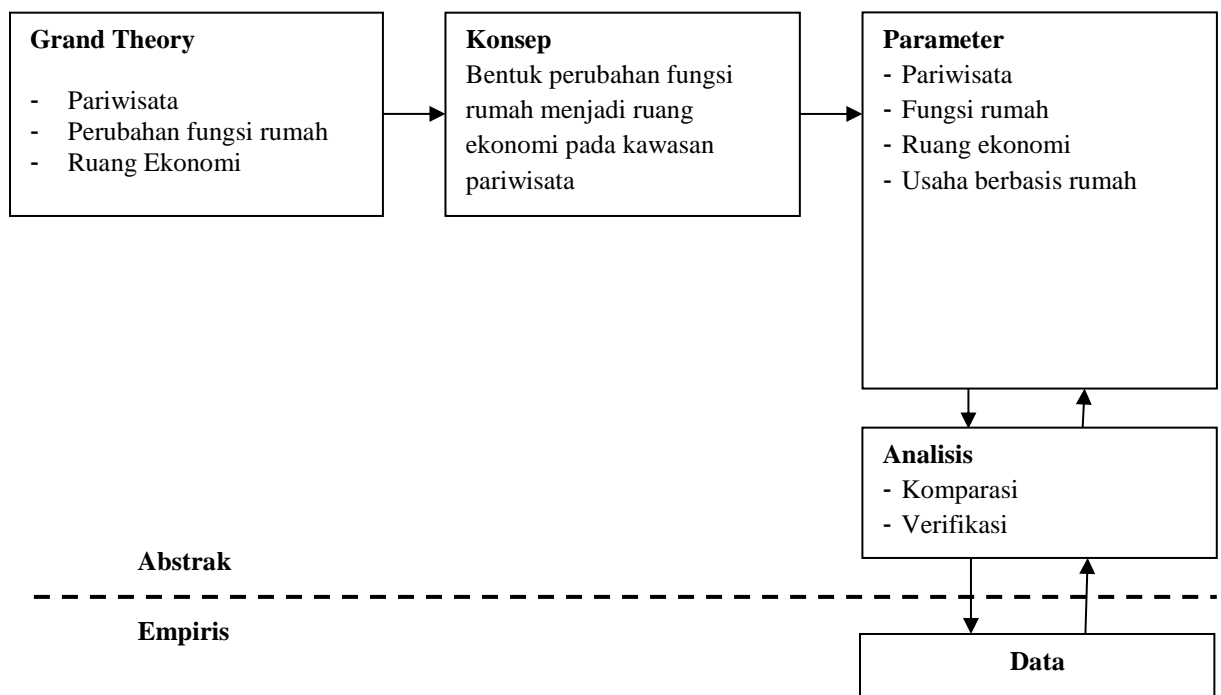 Grand Theory
- Pariwisata
- Perubahan fungsi rumah
- Ruang Ekonomi
Konsep
Bentuk perubahan fungsi
rumah menjadi ruang
ekonomi pada kawasan
pariwisata
Parameter
- Pariwisata
- Fungsi rumah
- Ruang ekonomi
- Usaha berbasis rumah
Analisis
- Komparasi
- Verifikasi
Abstrak
Empiris
Data